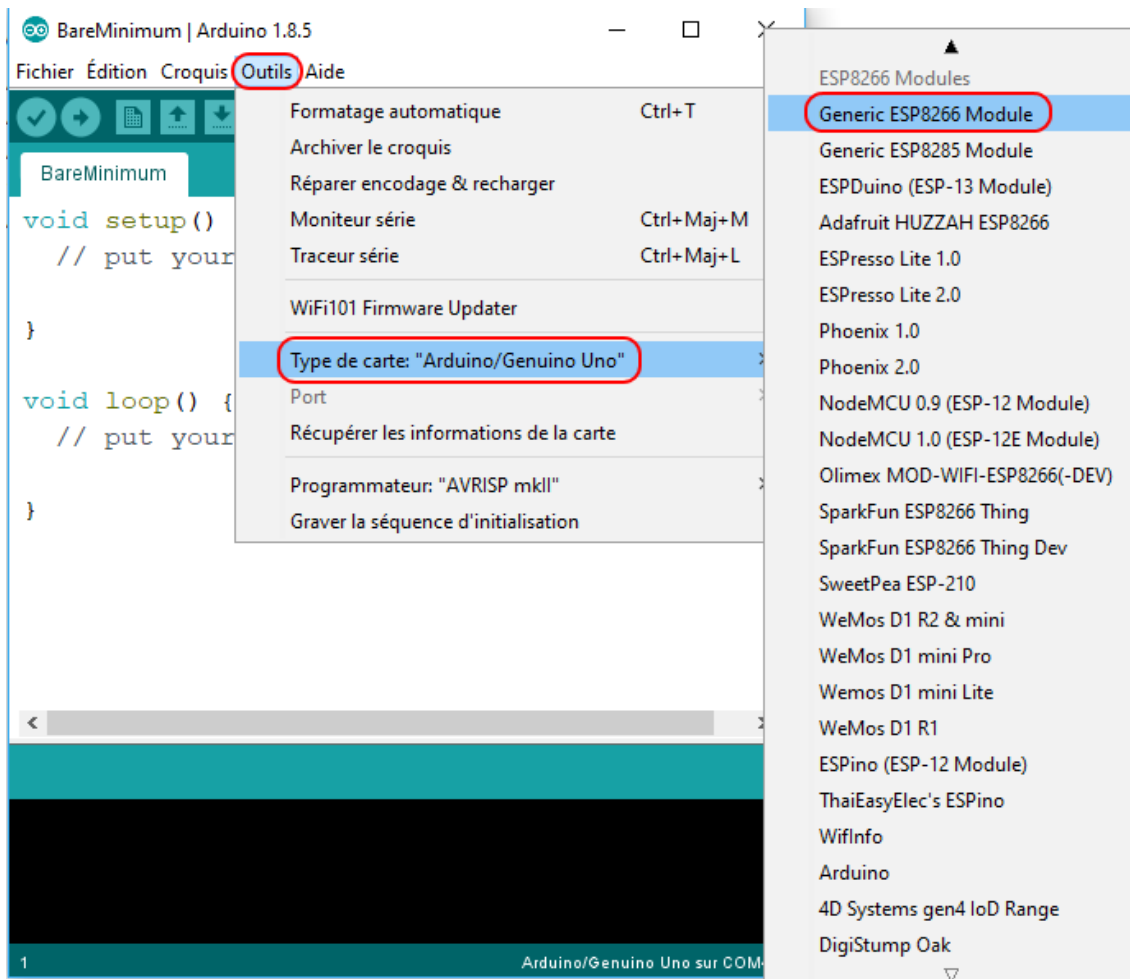 BareMinimum | Arduino 1.8.5
Fichier Édition Croquis Outils Aide
BareMinimum
void setup()
// put your
}
void loop() {
// put your
}
Formatage automatique Ctrl+T
Archiver le croquis
Réparer encodage & recharger
Moniteur série Ctrl+Maj+M
Traceur série Ctrl+Maj+L
WiFi101 Firmware Updater
Type de carte: "Arduino/Genuino Uno"
Port
Récupérer les informations de la carte
Programmateur: "AVRISP mkII"
Graver la séquence d'initialisation
ESP8266 Modules
Generic ESP8266 Module
Generic ESP8285 Module
ESPDuino (ESP-13 Module)
Adafruit HUZZAH ESP8266
ESPresso Lite 1.0
ESPresso Lite 2.0
Phoenix 1.0
Phoenix 2.0
NodeMCU 0.9 (ESP-12 Module)
NodeMCU 1.0 (ESP-12E Module)
Olimex MOD-WIFI-ESP8266(-DEV)
SparkFun ESP8266 Thing
SparkFun ESP8266 Thing Dev
SweetPea ESP-210
WeMos D1 R2 & mini
WeMos D1 mini Pro
Wemos D1 mini Lite
WeMos D1 R1
ESPino (ESP-12 Module)
ThaiEasyElec's ESPino
WifInfo
Arduino
4D Systems gen4 IoD Range
DigiStump Oak
1 Arduino/Genuino Uno sur COM